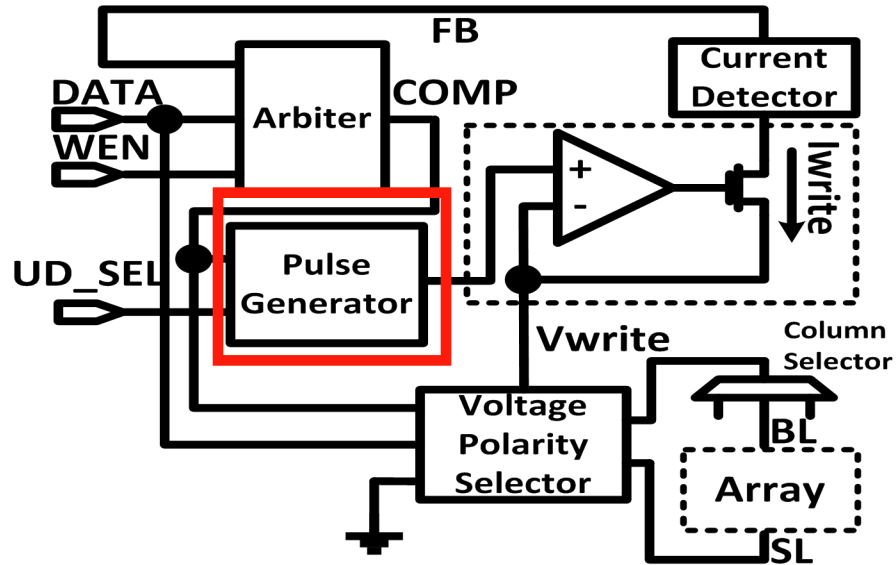 FB
Current
Detector
DATA
COMP
Arbiter
WEN
Iwrite
+
-
UD_SEL
Pulse
Generator
Vwrite
Column
Selector
Voltage
Polarity
Selector
BL
Array
SL